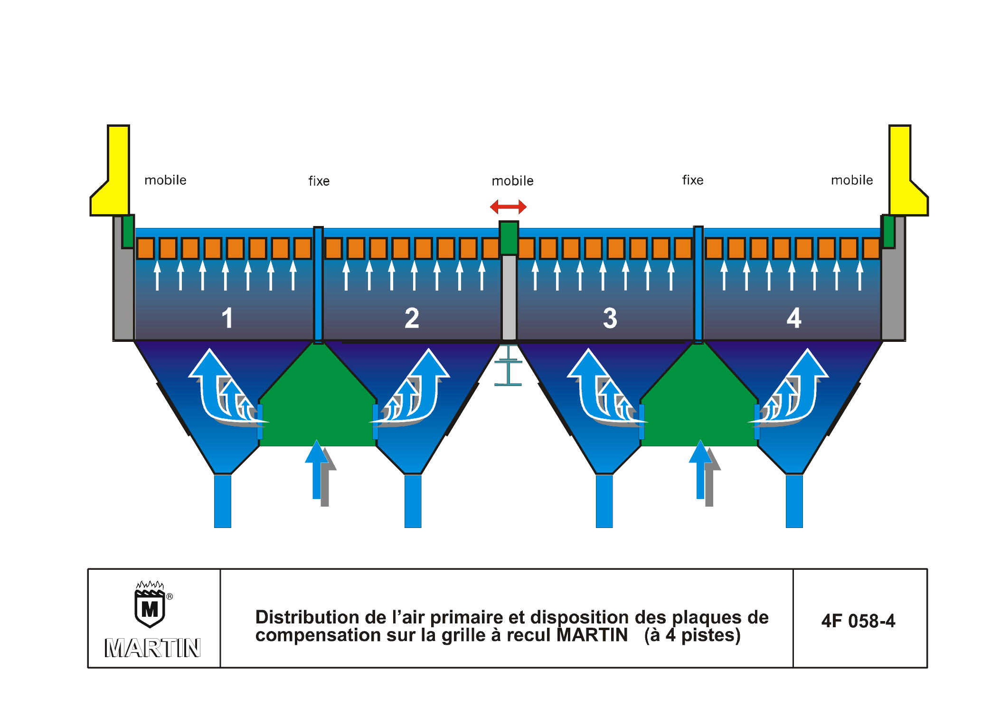 mobile
fixe
mobile
fixe
mobile
1
2
3
4
M
®
MARTIN
Distribution de l’air primaire et disposition des plaques de
compensation sur la grille à recul MARTIN (à 4 pistes)
4F 058-4